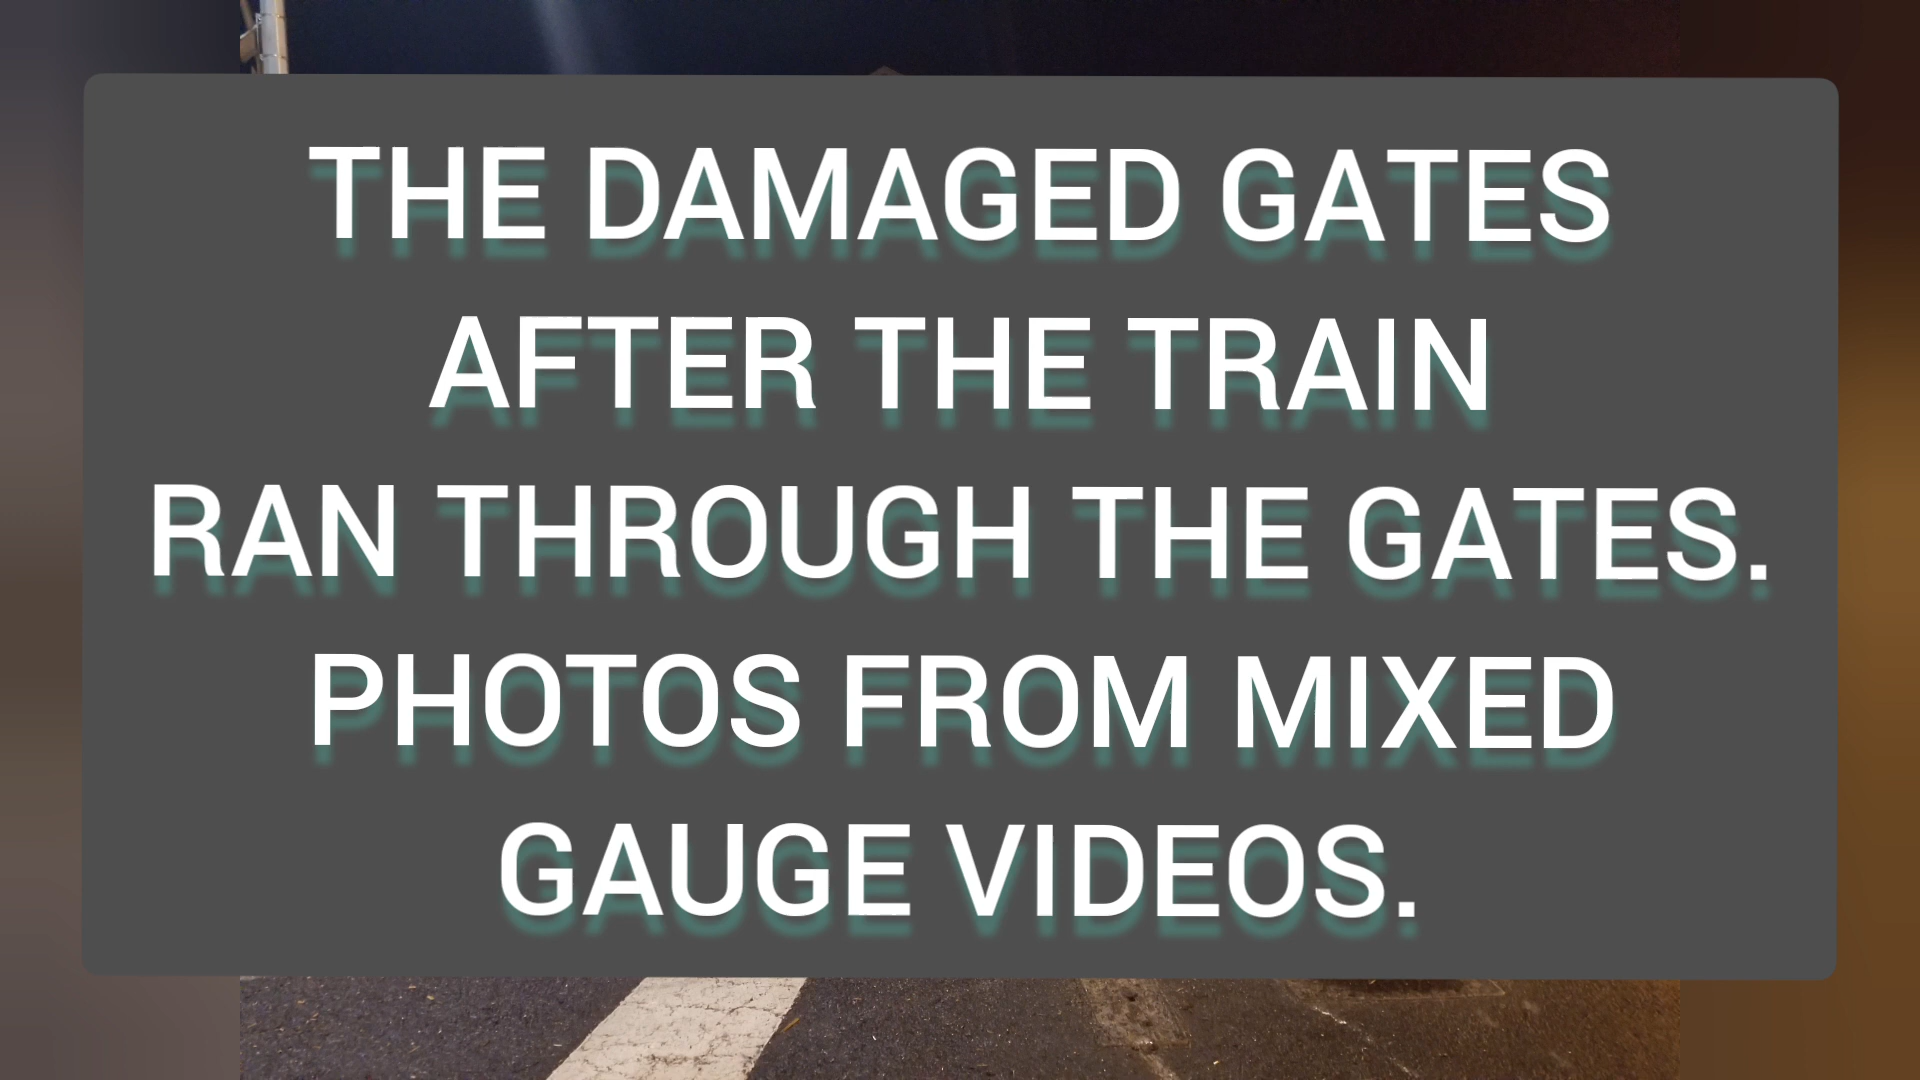 THE DAMAGED GATES
AFTER THE TRAIN
RAN THROUGH THE GATES.
PHOTOS FROM MIXED
GAUGE VIDEOS.